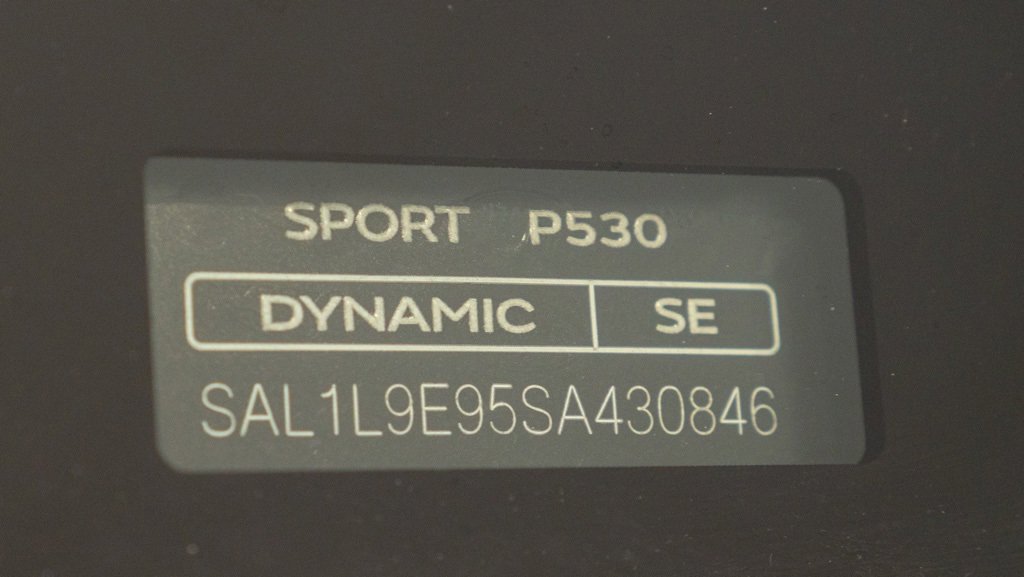 SPORT P530
DYNAMIC SE
SAL1L9E95SA430846